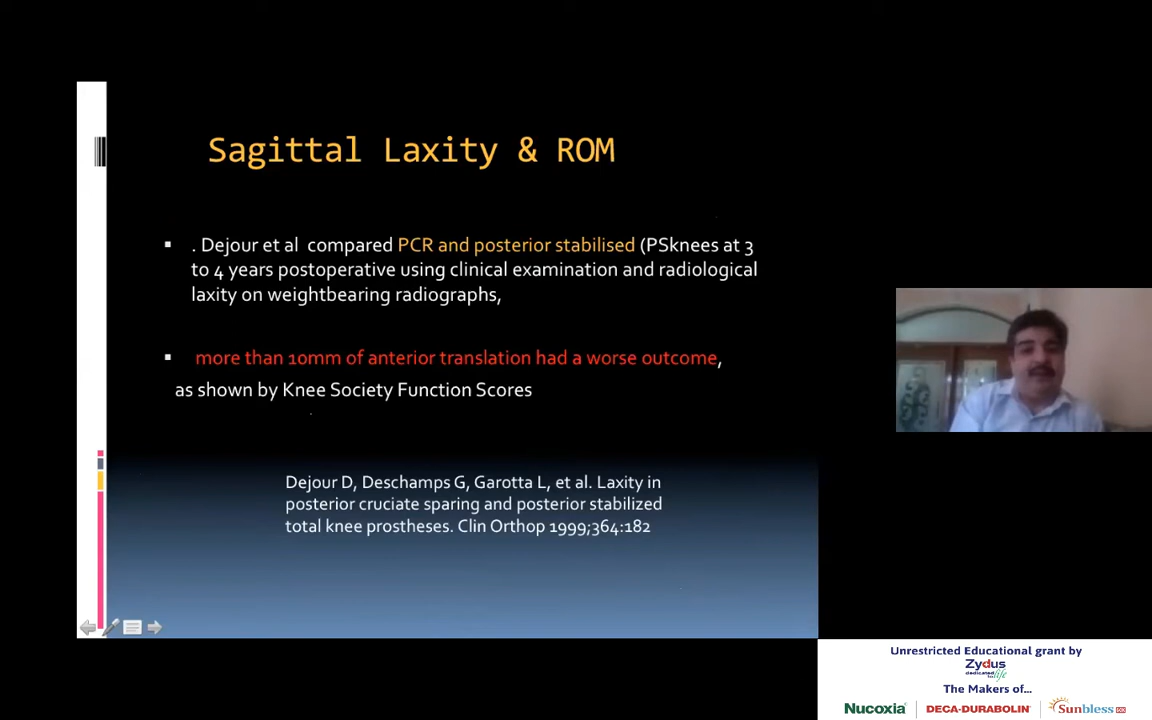 Sagittal Laxity & ROM
. Dejour et al compared PCR and posterior stabilised (PSknees at 3
to 4 years postoperative using clinical examination and radiological
laxity on weightbearing radiographs,
more than 10mm of anterior translation had a worse outcome,
as shown by Knee Society Function Scores
Dejour D, Deschamps G, Garotta L, et al. Laxity in
posterior cruciate sparing and posterior stabilized
total knee prostheses. Clin Orthop 1999;364:182
Unrestricted Educational grant by
Zydus
dedicated to life
The Makers of...
Nucoxia DECA-DURABOLIN Sunbless